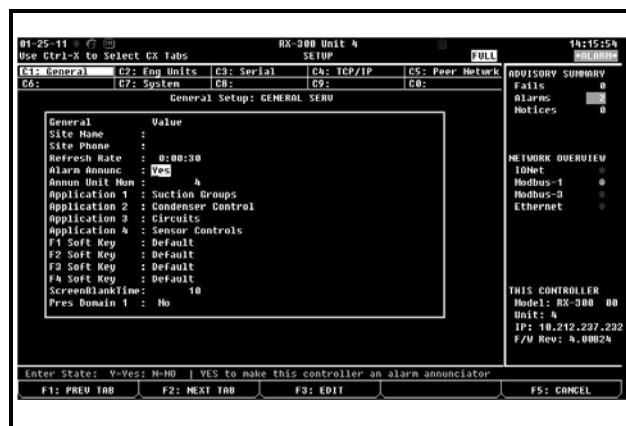 01-25-11 RX-300 Unit 4 14:15:54
Use Ctrl-X to Select CX Tabs SETUP FULL *ALARM*
C1: General C2: Eng Units C3: Serial C4: TCP/IP C5: Peer Netwrk
C6: C7: System C8: C9: C0:
General Setup: GENERAL SERV
General Value
Site Name :
Site Phone :
Refresh Rate : 0:00:30
Alarm Annunc : Yes
Annun Unit Num : 4
Application 1 : Suction Groups
Application 2 : Condenser Control
Application 3 : Circuits
Application 4 : Sensor Controls
F1 Soft Key : Default
F2 Soft Key : Default
F3 Soft Key : Default
F4 Soft Key : Default
ScreenBlankTime: 10
Pres Domain 1 : No
ADVISORY SUMMARY
Fails 0
Alarms 2
Notices 0
NETWORK OVERVIEW
IONet
Modbus-1
Modbus-3
Ethernet
THIS CONTROLLER
Model: RX-300 00
Unit: 4
IP: 10.212.237.232
F/W Rev: 4.00B24
Enter State: Y-Yes: N-NO | YES to make this controller an alarm annunciator
F1: PREV TAB F2: NEXT TAB F3: EDIT F5: CANCEL